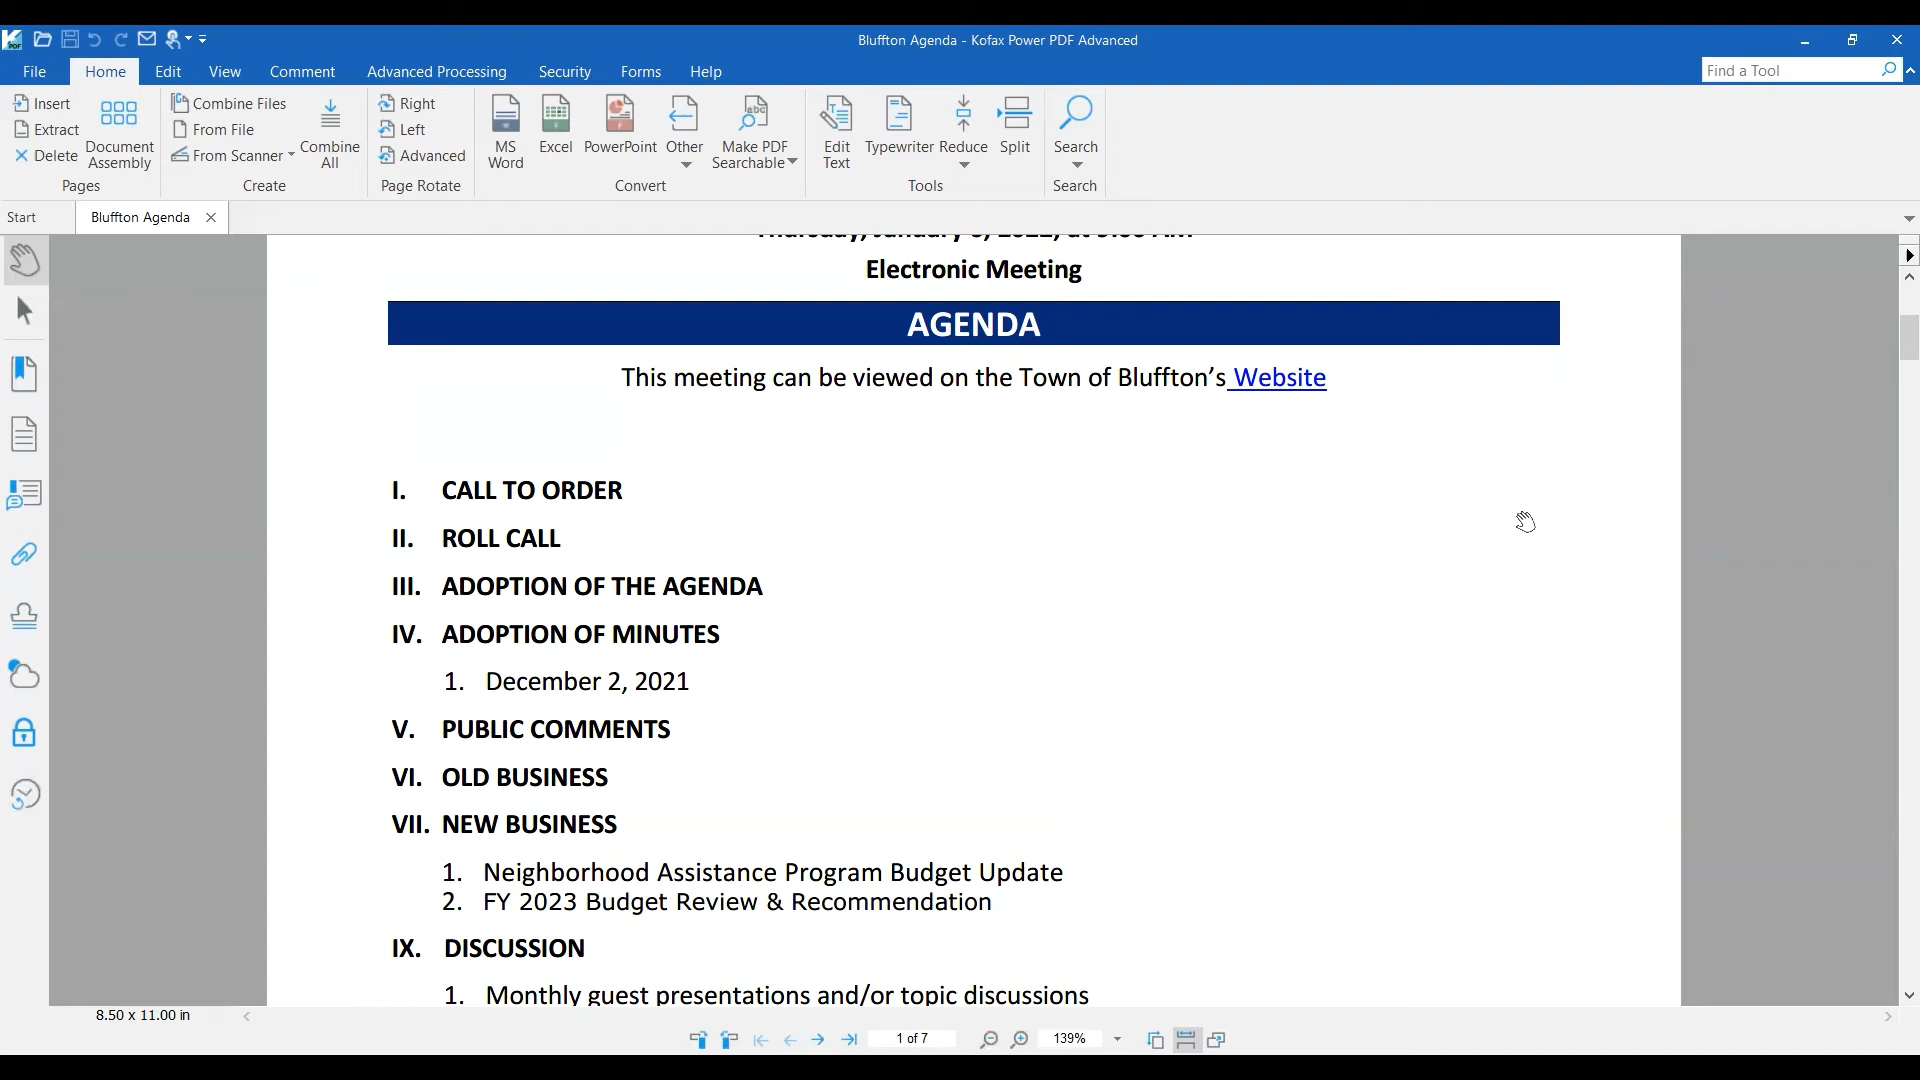 Bluffton Agenda - Kofax Power PDF Advanced
File Home Edit View Comment Advanced Processing Security Forms Help
Find a Tool
Insert
Extract
Delete
Document Assembly
Pages
Combine Files
From File
From Scanner
Combine All
Create
Right
Left
Advanced
Page Rotate
MS Word
Excel
PowerPoint
Other
Make PDF Searchable
Convert
Edit Text
Typewriter
Reduce
Split
Tools
Search
Search
Start
Bluffton Agenda
Electronic Meeting
AGENDA
This meeting can be viewed on the Town of Bluffton’s Website
I. CALL TO ORDER
II. ROLL CALL
III. ADOPTION OF THE AGENDA
IV. ADOPTION OF MINUTES
1. December 2, 2021
V. PUBLIC COMMENTS
VI. OLD BUSINESS
VII. NEW BUSINESS
1. Neighborhood Assistance Program Budget Update
2. FY 2023 Budget Review & Recommendation
IX. DISCUSSION
1. Monthly guest presentations and/or topic discussions
8.50 x 11.00 in
1 of 7
139%